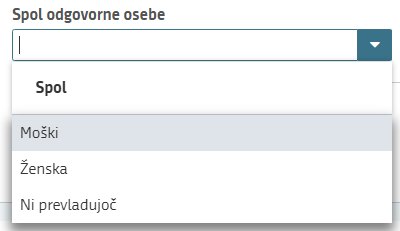 Spol odgovorne osebe
Spol
Moški
Ženska
Ni prevladujoč